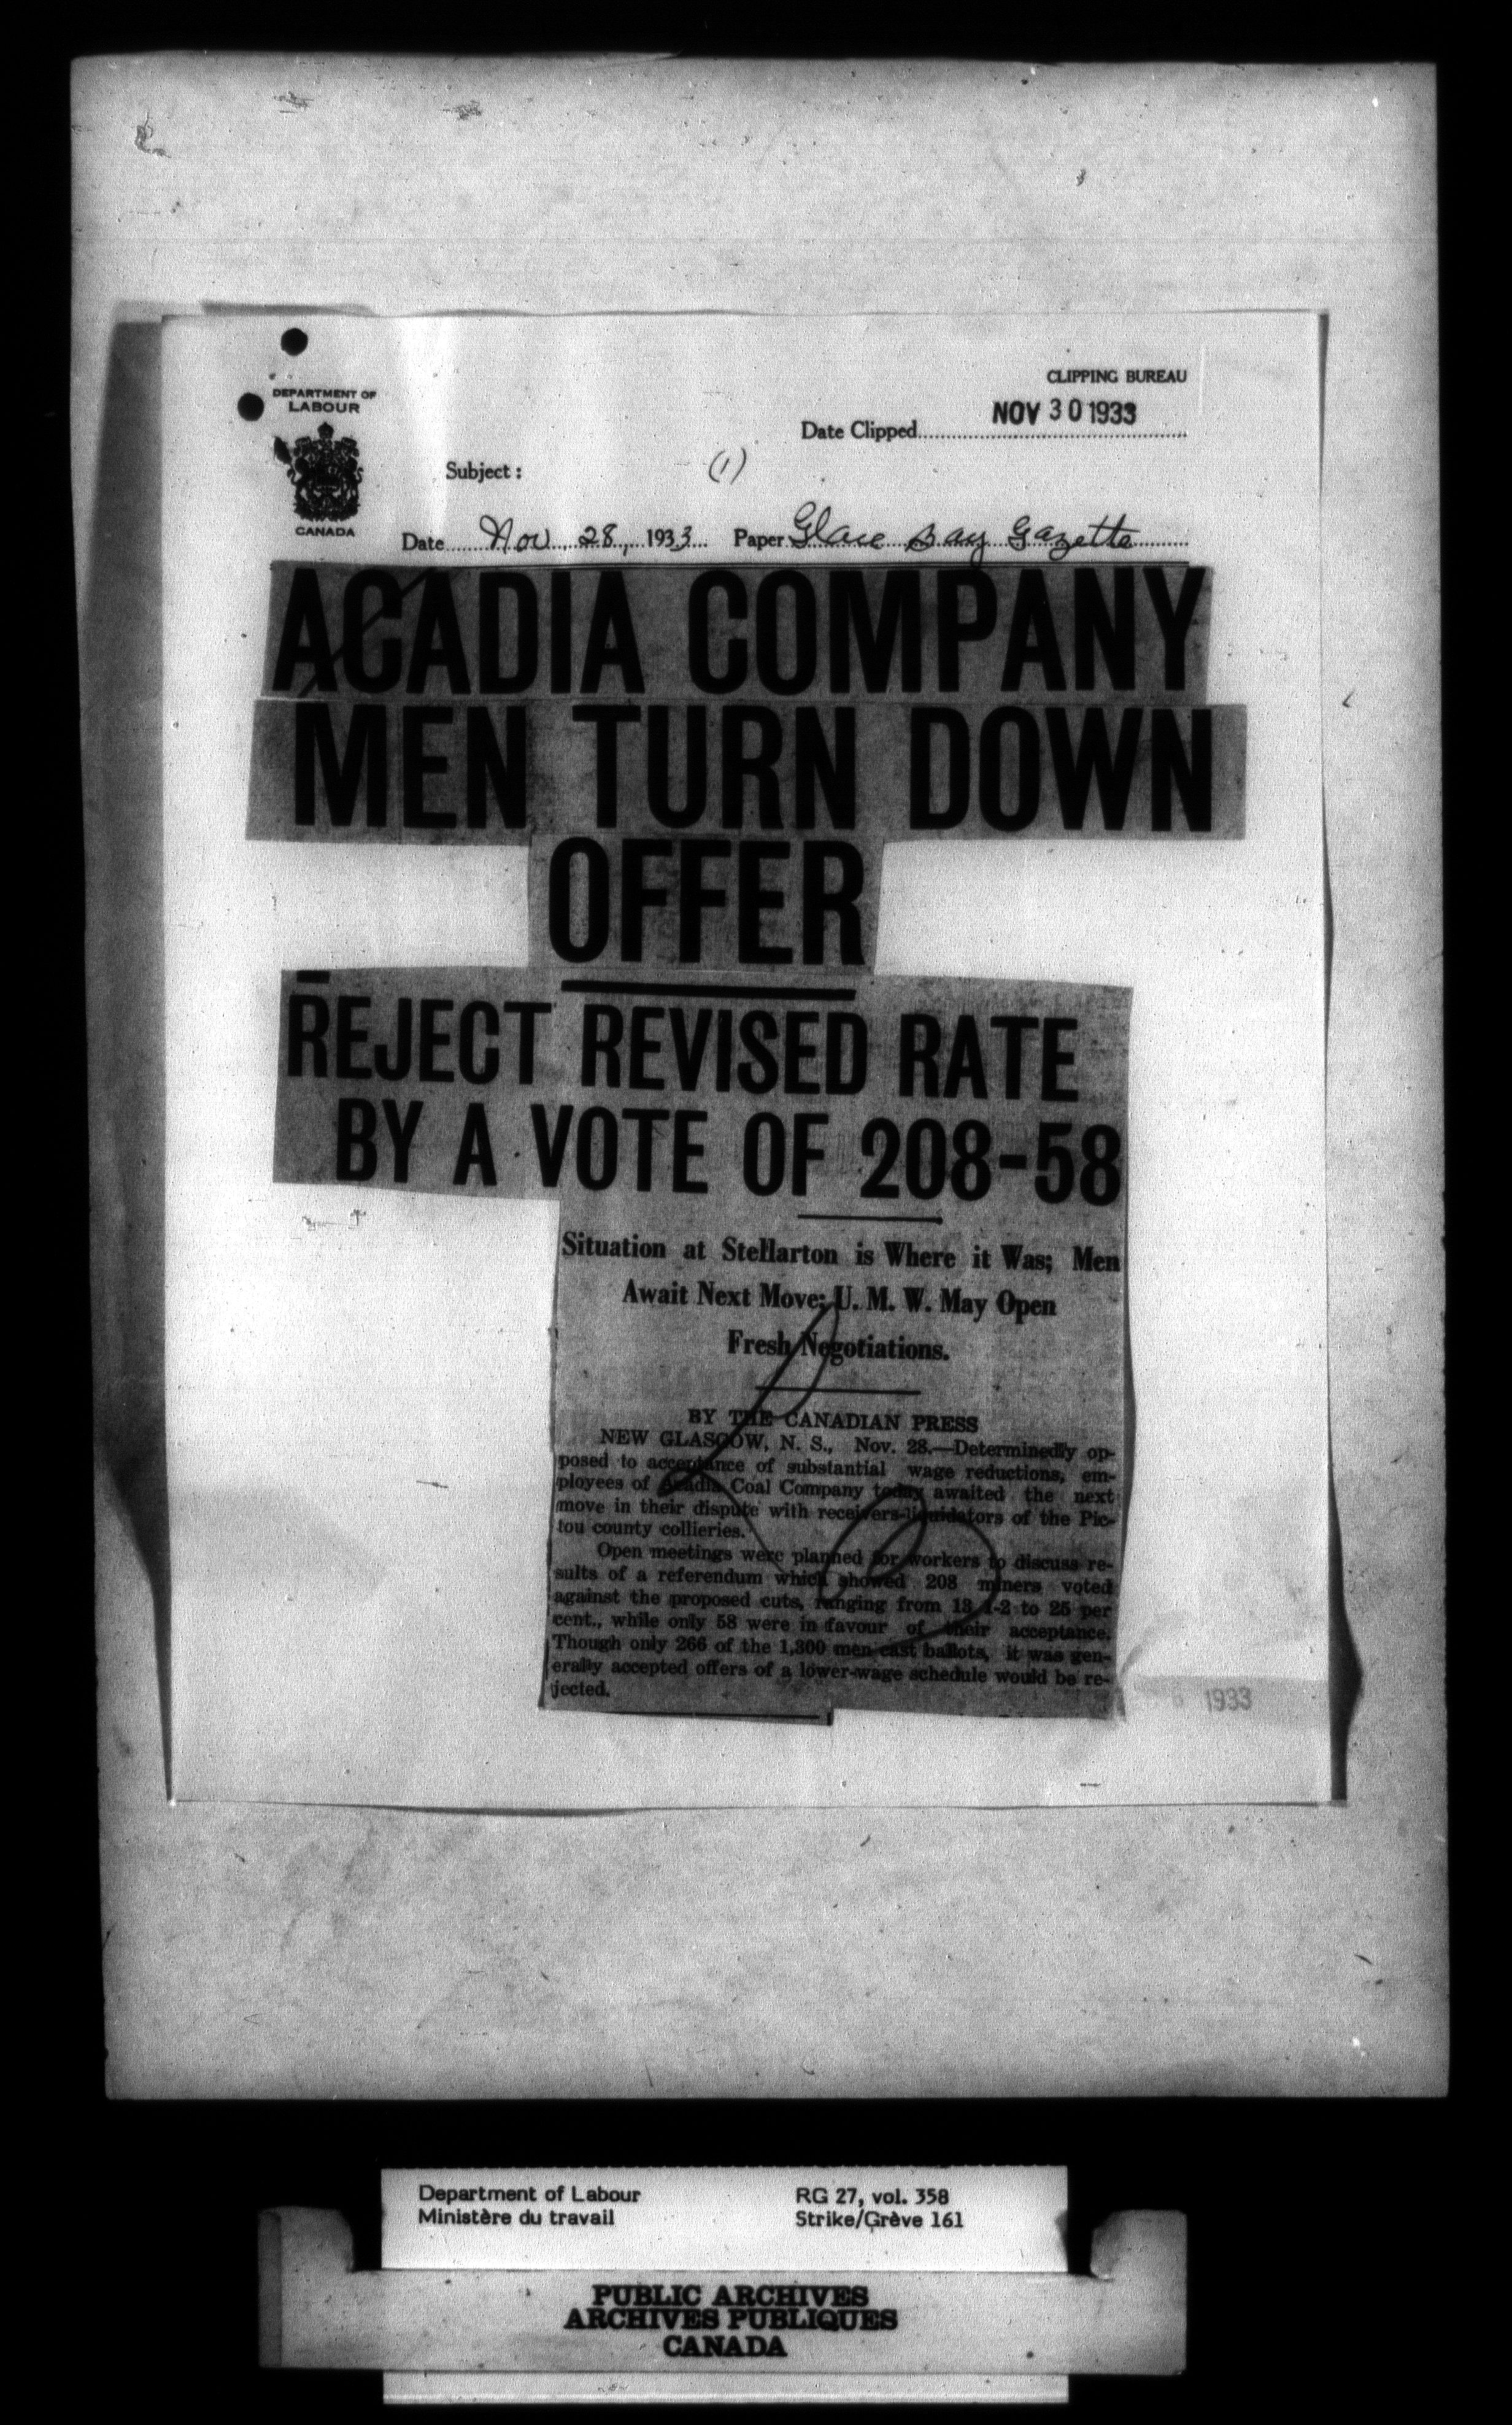 CLIPPING BUREAU
DEPARTMENT OF
LABOUR
Date Clipped NOV 30 1933
Subject : (1)
CANADA
Date Nov. 28, 1933 Paper Glace Bay Gazette
ACADIA COMPANY
MEN TURN DOWN
OFFER
REJECT REVISED RATE
BY A VOTE OF 208-58
Situation at Stellarton is Where it Was; Men
Await Next Move; U. M. W. May Open
Fresh Negotiations.
BY THE CANADIAN PRESS
NEW GLASGOW, N. S., Nov. 28.—Determinedly op-
posed to acceptance of substantial wage reductions, em-
ployees of Acadia Coal Company today awaited the next
move in their dispute with receivers-liquidators of the Pic-
tou county collieries.
Open meetings were planned for workers to discuss re-
sults of a referendum which showed 208 miners voted
against the proposed cuts, ranging from 13 1-2 to 25 per
cent., while only 58 were in favour of their acceptance.
Though only 266 of the 1,300 men cast ballots, it was gen-
erally accepted offers of a lower-wage schedule would be re-
jected.
1933
Department of Labour
Ministère du travail
RG 27, vol. 358
Strike/Grève 161
PUBLIC ARCHIVES
ARCHIVES PUBLIQUES
CANADA